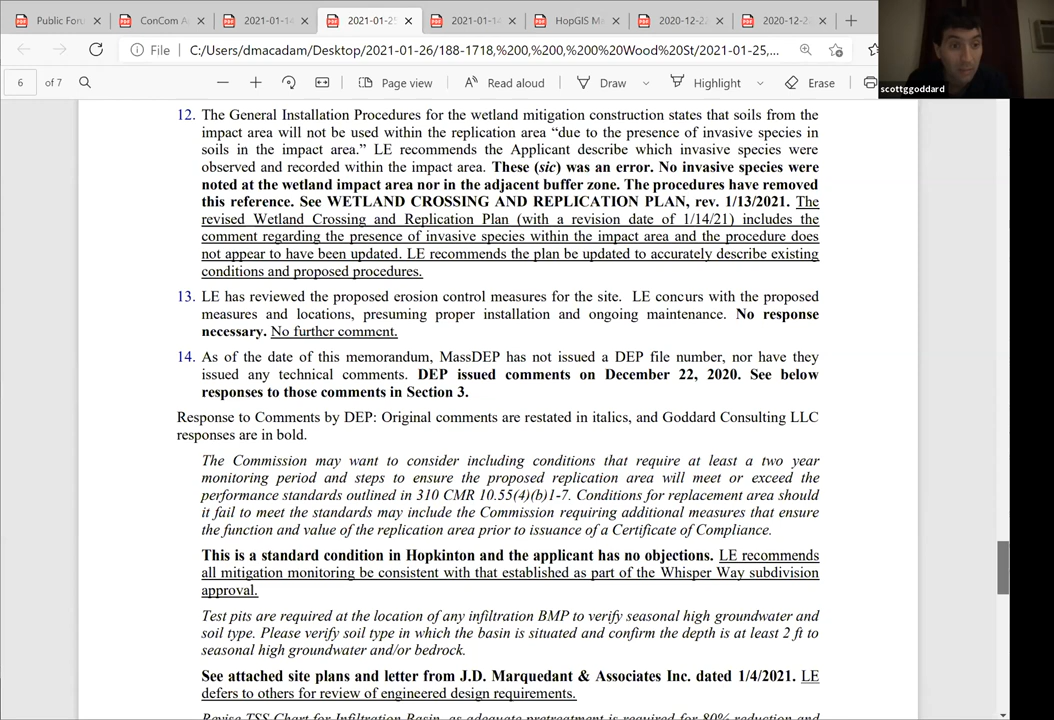 Public Foru
ConCom A
2021-01-14
2021-01-25
2021-01-14
HopGIS M
2020-12-2
2020-12-2
File C:/Users/dmacadam/Desktop/2021-01-26/188-1718,%200,%200,%200%20Wood%20St/2021-01-25,...
6 of 7 Page view Read aloud Draw Highlight Erase
scottggoddard
12. The General Installation Procedures for the wetland mitigation construction states that soils from the
impact area will not be used within the replication area “due to the presence of invasive species in
soils in the impact area.” LE recommends the Applicant describe which invasive species were
observed and recorded within the impact area. These (sic) was an error. No invasive species were
noted at the wetland impact area nor in the adjacent buffer zone. The procedures have removed
this reference. See WETLAND CROSSING AND REPLICATION PLAN, rev. 1/13/2021. The
revised Wetland Crossing and Replication Plan (with a revision date of 1/14/21) includes the
comment regarding the presence of invasive species within the impact area and the procedure does
not appear to have been updated. LE recommends the plan be updated to accurately describe existing
conditions and proposed procedures.
13. LE has reviewed the proposed erosion control measures for the site. LE concurs with the proposed
measures and locations, presuming proper installation and ongoing maintenance. No response
necessary. No further comment.
14. As of the date of this memorandum, MassDEP has not issued a DEP file number, nor have they
issued any technical comments. DEP issued comments on December 22, 2020. See below
responses to those comments in Section 3.
Response to Comments by DEP: Original comments are restated in italics, and Goddard Consulting LLC
responses are in bold.
The Commission may want to consider including conditions that require at least a two year
monitoring period and steps to ensure the proposed replication area will meet or exceed the
performance standards outlined in 310 CMR 10.55(4)(b)1-7. Conditions for replacement area should
it fail to meet the standards may include the Commission requiring additional measures that ensure
the function and value of the replication area prior to issuance of a Certificate of Compliance.
This is a standard condition in Hopkinton and the applicant has no objections. LE recommends
all mitigation monitoring be consistent with that established as part of the Whisper Way subdivision
approval.
Test pits are required at the location of any infiltration BMP to verify seasonal high groundwater and
soil type. Please verify soil type in which the basin is situated and confirm the depth is at least 2 ft to
seasonal high groundwater and/or bedrock.
See attached site plans and letter from J.D. Marquedant & Associates Inc. dated 1/4/2021. LE
defers to others for review of engineered design requirements.
Revise TSS Chart for Infiltration Basin, as adequate pretreatment is required for 80% reduction and